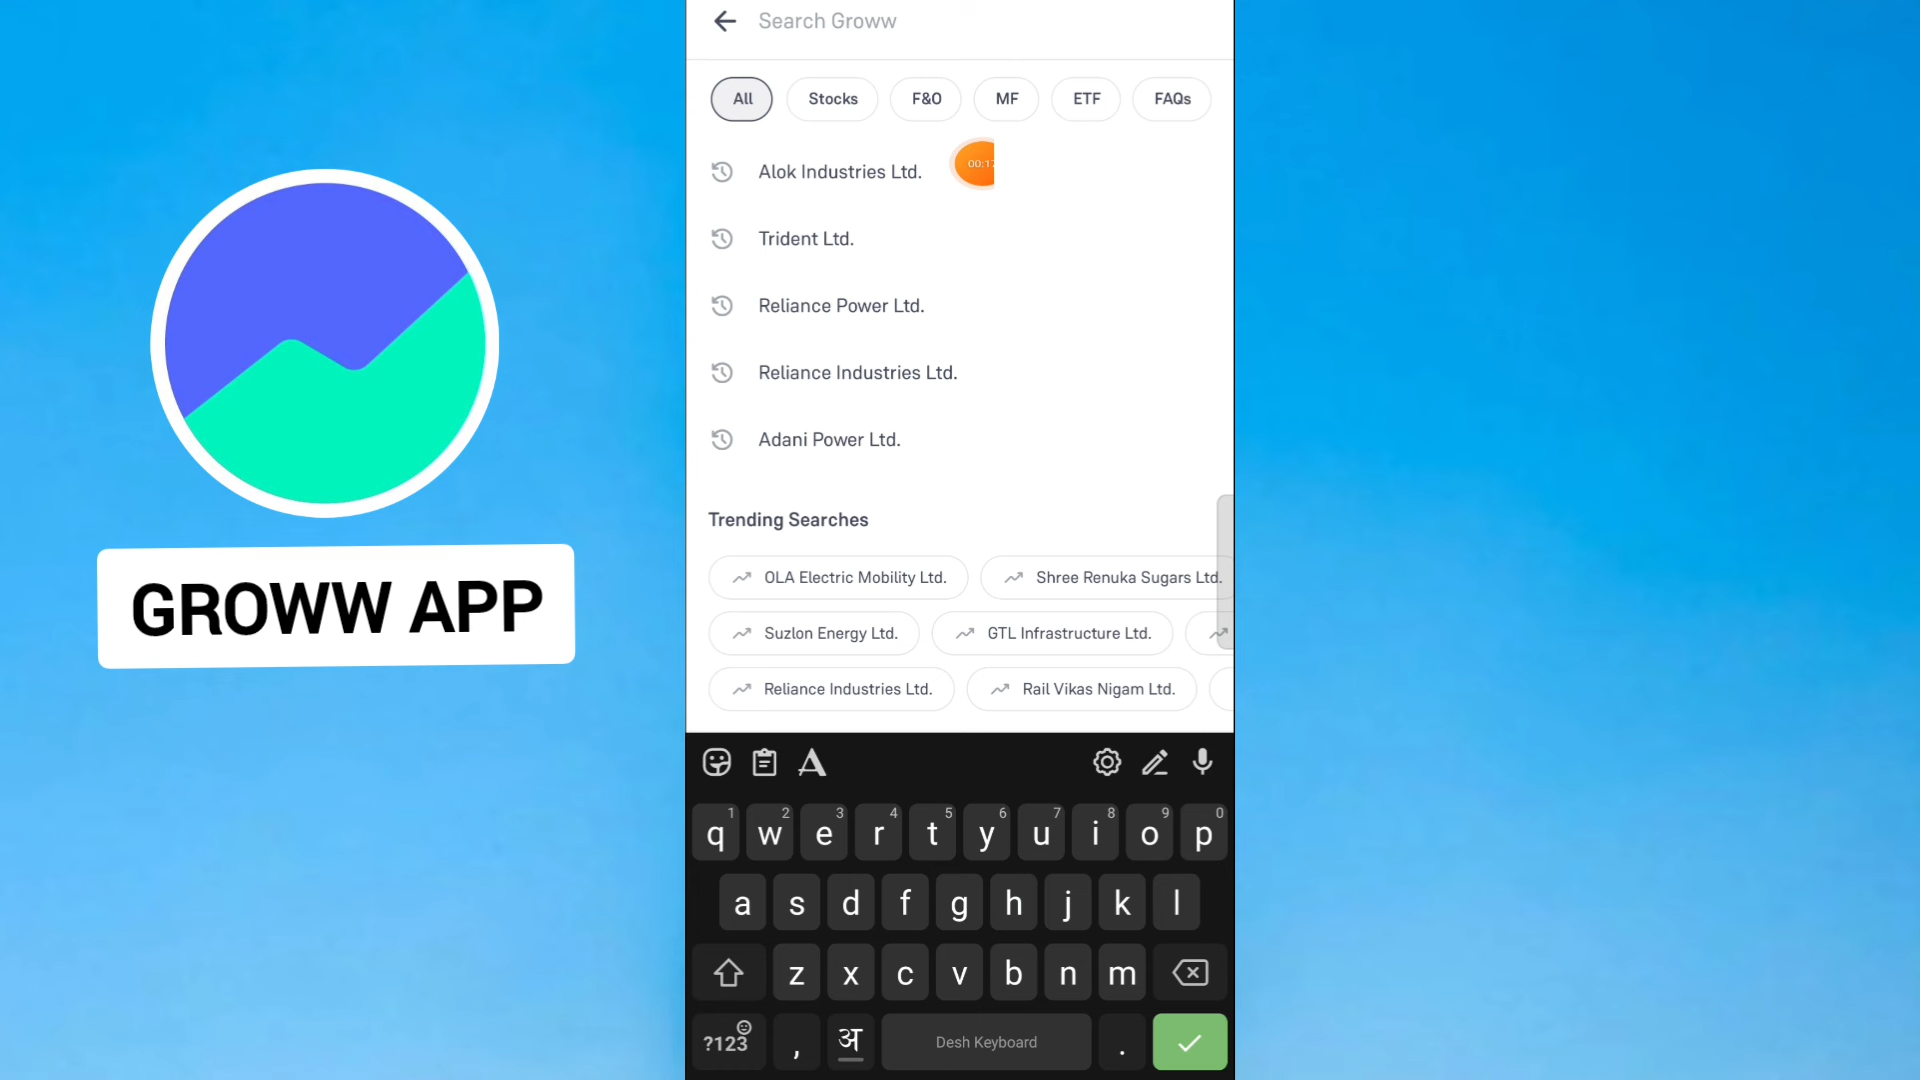 Search Groww
All Stocks F&O MF ETF FAQs
Alok Industries Ltd.
00:17
Trident Ltd.
Reliance Power Ltd.
Reliance Industries Ltd.
Adani Power Ltd.
Trending Searches
OLA Electric Mobility Ltd. Shree Renuka Sugars Ltd.
Suzlon Energy Ltd. GTL Infrastructure Ltd.
Reliance Industries Ltd. Rail Vikas Nigam Ltd.
GROWW APP
1 2 3 4 5 6 7 8 9 0
q w e r t y u i o p
a s d f g h j k l
z x c v b n m
?123 , अ Desh Keyboard .